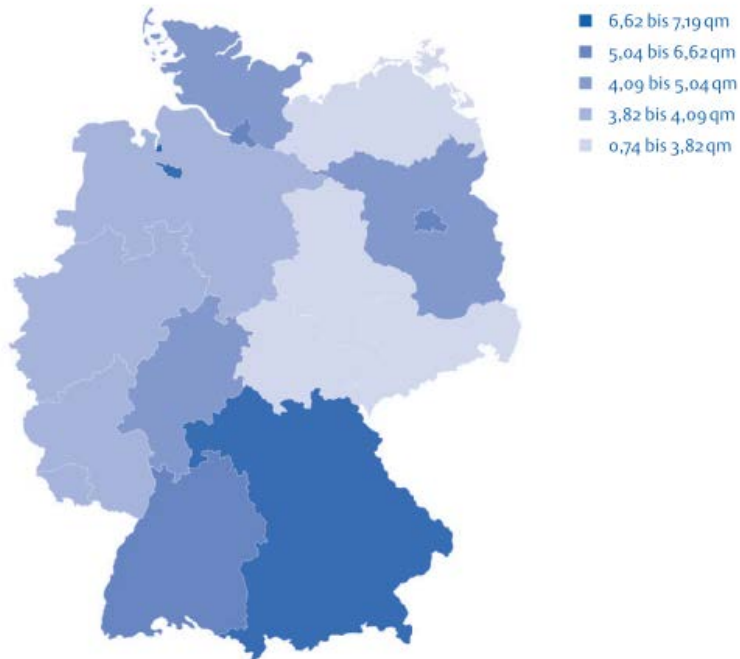 6,62 bis 7,19 qm
5,04 bis 6,62 qm
4,09 bis 5,04 qm
3,82 bis 4,09 qm
0,74 bis 3,82 qm